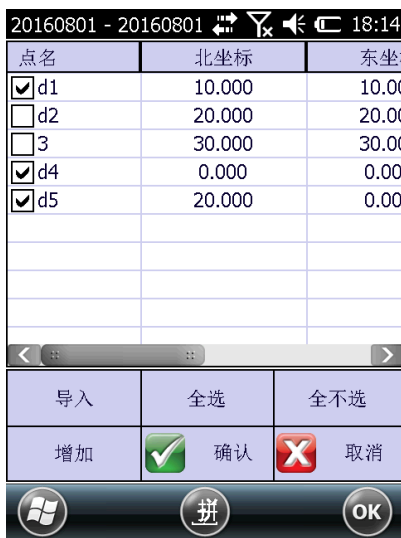 20160801 - 20160801 18:14
点名 北坐标 东坐标
d1 10.000 10.00
d2 20.000 20.00
3 30.000 30.00
d4 0.000 0.00
d5 20.000 0.00
导入 全选 全不选
增加 确认 取消
拼 OK